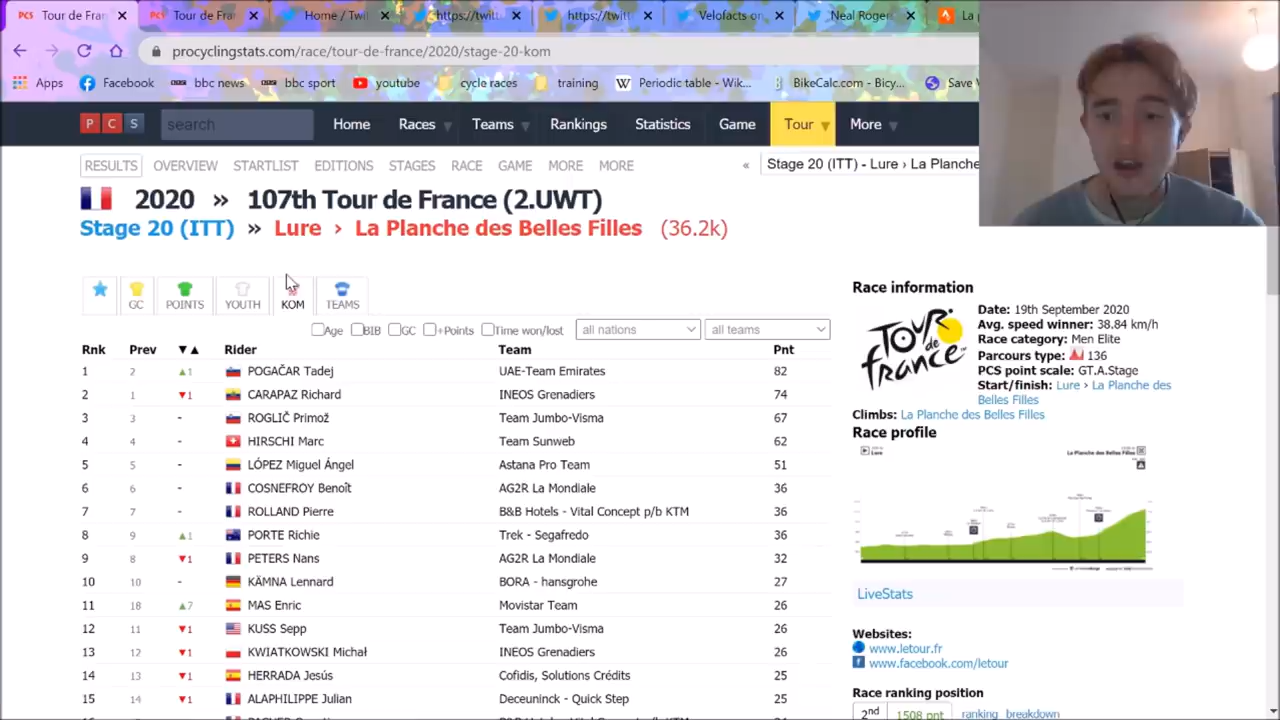 Tour de Fran
Tour de Fran
Home / Twi
https://twitt
https://twitt
Velofacts on
Neal Roger
La p
procyclingstats.com/race/tour-de-france/2020/stage-20-kom
Apps
Facebook
bbc news
bbc sport
youtube
cycle races
training
Periodic table - Wik...
BikeCalc.com - Bicy...
Save V
PCS
search
Home
Races
Teams
Rankings
Statistics
Game
Tour
More
RESULTS
OVERVIEW
STARTLIST
EDITIONS
STAGES
RACE
GAME
MORE
MORE
« Stage 20 (ITT) - Lure › La Planche
2020 » 107th Tour de France (2.UWT)
Stage 20 (ITT) » Lure › La Planche des Belles Filles (36.2k)
GC
POINTS
YOUTH
KOM
TEAMS
Age
BIB
GC
+Points
Time won/lost
all nations
all teams
Rnk Prev ▼▲ Rider Team Pnt
1 2 ▲1 POGAČAR Tadej UAE-Team Emirates 82
2 1 ▼1 CARAPAZ Richard INEOS Grenadiers 74
3 3 - ROGLIČ Primož Team Jumbo-Visma 67
4 4 - HIRSCHI Marc Team Sunweb 62
5 5 - LÓPEZ Miguel Ángel Astana Pro Team 51
6 6 - COSNEFROY Benoît AG2R La Mondiale 36
7 7 - ROLLAND Pierre B&B Hotels - Vital Concept p/b KTM 36
8 9 ▲1 PORTE Richie Trek - Segafredo 36
9 8 ▼1 PETERS Nans AG2R La Mondiale 32
10 10 - KÄMNA Lennard BORA - hansgrohe 27
11 18 ▲7 MAS Enric Movistar Team 26
12 11 ▼1 KUSS Sepp Team Jumbo-Visma 26
13 12 ▼1 KWIATKOWSKI Michał INEOS Grenadiers 26
14 13 ▼1 HERRADA Jesús Cofidis, Solutions Crédits 25
15 14 ▼1 ALAPHILIPPE Julian Deceuninck - Quick Step 25
Race information
TOUR de FRANCE
Date: 19th September 2020
Avg. speed winner: 38.84 km/h
Race category: Men Elite
Parcours type: 136
PCS point scale: GT.A.Stage
Start/finish: Lure › La Planche des
Belles Filles
Climbs: La Planche des Belles Filles
Race profile
Lure
La Planche des Belles Filles
LiveStats
Websites:
www.letour.fr
www.facebook.com/letour
Race ranking position
2nd 1508 pnt ranking breakdown